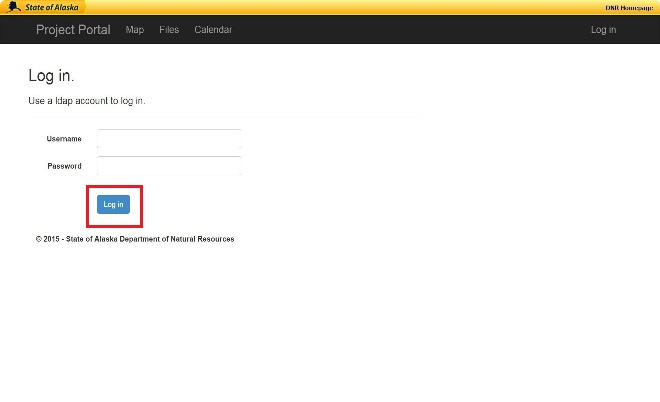 State of Alaska
DNR Homepage
Project Portal Map Files Calendar Log in
Log in.
Use a ldap account to log in.
Username
Password
Log in
© 2015 - State of Alaska Department of Natural Resources